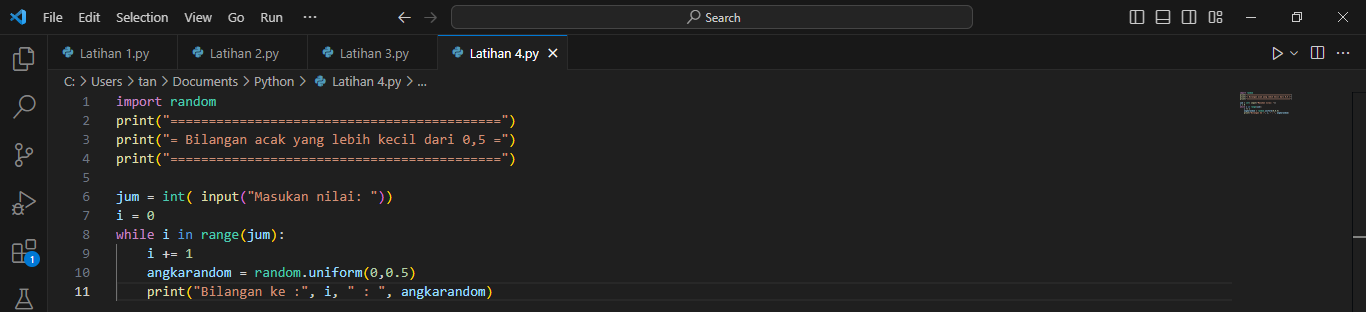 File Edit Selection View Go Run ··· Search
Latihan 1.py Latihan 2.py Latihan 3.py Latihan 4.py
C: > Users > tan > Documents > Python > Latihan 4.py > ...
1 import random
2 print("===========================================")
3 print("= Bilangan acak yang lebih kecil dari 0,5 =")
4 print("===========================================")
5
6 jum = int( input("Masukan nilai: "))
7 i = 0
8 while i in range(jum):
9 i += 1
10 angkarandom = random.uniform(0,0.5)
11 print("Bilangan ke :", i, " : ", angkarandom)
1